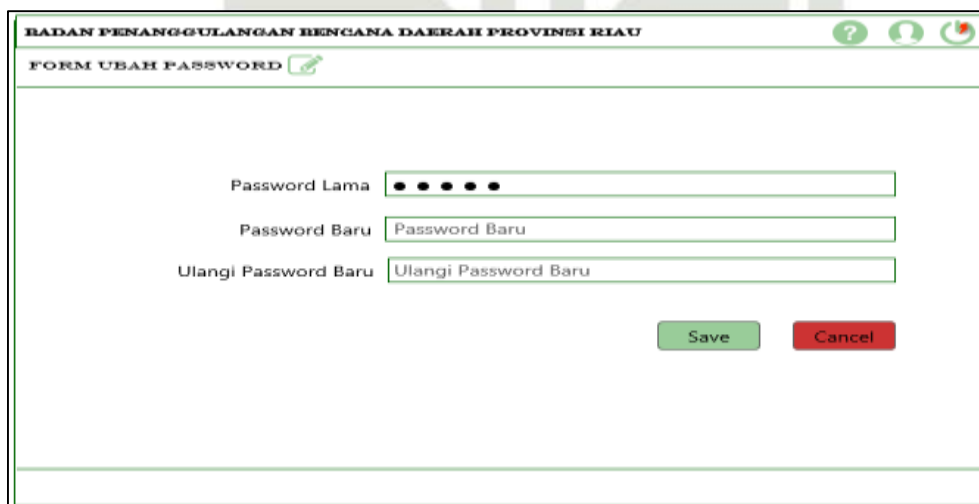 BADAN PENANGGULANGAN BENCANA DAERAH PROVINSI RIAU
?
FORM UBAH PASSWORD
Password Lama
Password Baru Password Baru
Ulangi Password Baru Ulangi Password Baru
Save Cancel